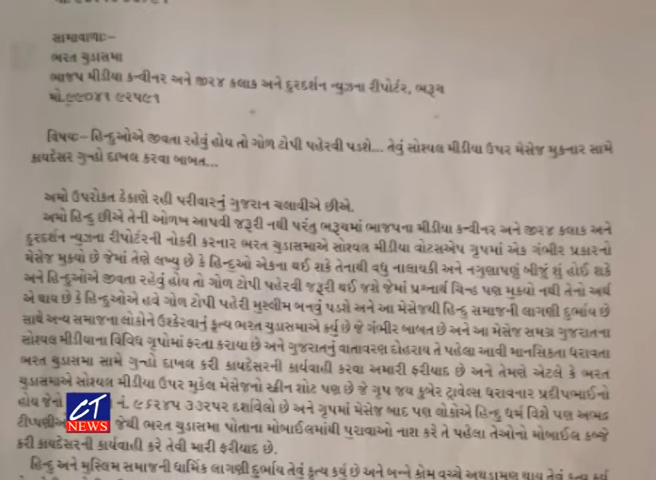 સામાવાળાઃ-
ભરત ચુડાસમા
ભાજપ મીડીયા કન્વીનર અને જી૨૪ કલાક અને દુરદર્શન ન્યુઝના રીપોર્ટર, ભરૂચ
મો.૯૯૦૪૧ ૯૨૫૯૧
વિષયઃ- હિન્દુઓએ જીવતા રહેવું હોય તો ગોળ ટોપી પહેરવી પડશે... તેવું સોશ્યલ મીડીયા ઉપર મેસેજ મુકનાર સામે
કાયદેસર ગુન્હો દાખલ કરવા બાબત...
અમો ઉપરોકત ઠેકાણે રહી પરીવારનું ગુજરાન ચલાવીએ છીએ.
અમો હિન્દુ છીએ તેની ઓળખ આપવી જરૂરી નથી પરંતુ ભરૂચમાં ભાજપના મીડીયા કન્વીનર અને જી૨૪ કલાક અને
દુરદર્શન ન્યુઝના રીપોર્ટરની નોકરી કરનાર ભરત ચુડાસમાએ સોશ્યલ મીડીયા વોટસએપ ગૃપમાં એક ગંભીર પ્રકારનો
મેસેજ મુક્યો છે જેમાં તેણે લખ્યુ છે કે હિન્દુઓ એકના થઈ શકે તેનાથી વધુ નાલાયકી અને નગુણાપણું બીજું શું હોઈ શકે
અને હિન્દુઓએ જીવતા રહેવું હોય તો ગોળ ટોપી પહેરવી જરૂરી થઈ જશે જેમાં પ્રશ્નાર્થ ચિન્હ પણ મુક્યો નથી તેનો અર્થ
એ થાય છે કે હિન્દુઓએ હવે ગોળ ટોપી પહેરી મુસ્લીમ બનવું પડશે અને આ મેસેજથી હિન્દુ સમાજની લાગણી દુર્ભાય છે
સાથે અન્ય સમાજના લોકોને ઉશ્કેરવાનું કૃત્ય ભરત ચુડાસમાએ કર્યુ છે જે ગંભીર બાબત છે અને આ મેસેજ સમગ્ર ગુજરાતના
સોશ્યલ મીડીયાના વિવિધ ગૃપોમાં ફરતા કરાયા છે અને ગુજરાતનું વાતાવરણ દોહરાય તે પહેલા આવી માનસિકતા ધરાવતા
ભરત ચુડાસમા સામે ગુન્હો દાખલ કરી કાયદેસરની કાર્યવાહી કરવા અમારી ફરીયાદ છે અને તેમણે એટલે કે ભરત
ચુડાસમાએ સોશ્યલ મીડીયા ઉપર મુકેલ મેસેજનો સ્ક્રીન શોટ પણ છે જે ગૃપ જય કુબેર ટ્રાવેલ્સ ધરાવનાર પ્રદીપભાઈનો
હોય જેનો નં. ૯૬૨૪૫ ૩૩૨૫૨ દર્શાવેલો છે અને ગૃપમાં મેસેજ બાદ પણ લોકોએ હિન્દુ ધર્મ વિશે પણ અભદ્ર
ટીપ્પણીઓ જેથી ભરત ચુડાસમા પોતાના મોબાઈલમાંથી પુરાવાઓ નાશ કરે તે પહેલા તેઓનો મોબાઈલ કબ્જે
કરી કાયદેસરની કાર્યવાહી કરે તેવી મારી ફરીયાદ છે.
હિન્દુ અને મુસ્લિમ સમાજની ધાર્મિક લાગણી દુર્ભાય તેવું કૃત્ય કર્યુ છે અને બન્ને કોમ વચ્ચે અથડામણ થાય તેવું કૃત્ય કર્યુ
CT
NEWS